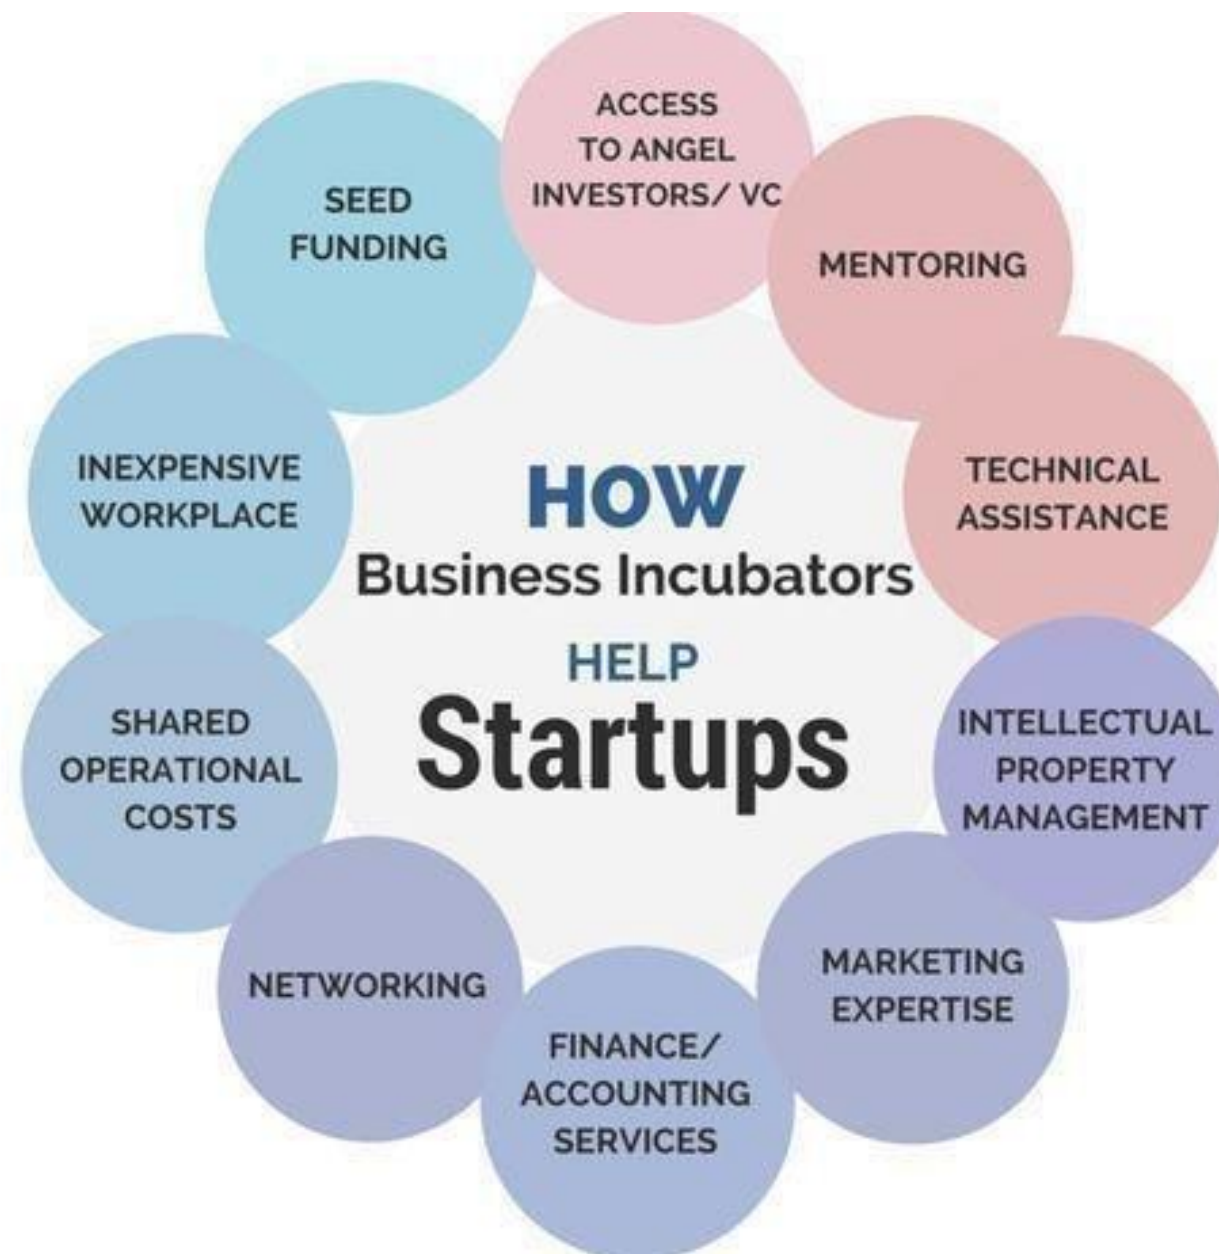 ACCESS
TO ANGEL
INVESTORS/ VC
MENTORING
TECHNICAL
ASSISTANCE
INTELLECTUAL
PROPERTY
MANAGEMENT
MARKETING
EXPERTISE
FINANCE/
ACCOUNTING
SERVICES
NETWORKING
SHARED
OPERATIONAL
COSTS
INEXPENSIVE
WORKPLACE
SEED
FUNDING
HOW
Business Incubators
HELP
Startups